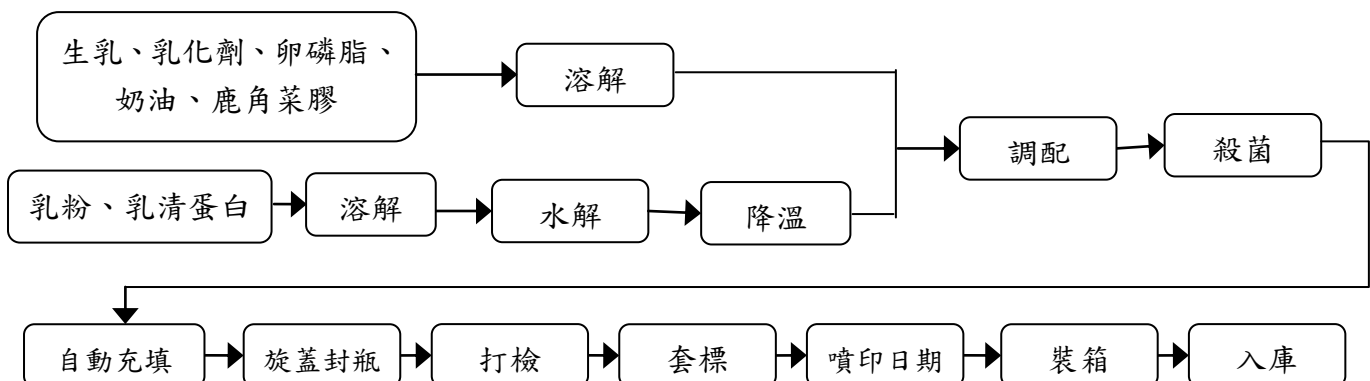 生乳、乳化劑、卵磷脂、
奶油、鹿角菜膠
溶解
調配
殺菌
乳粉、乳清蛋白
溶解
水解
降溫
自動充填
旋蓋封瓶
打檢
套標
噴印日期
裝箱
入庫